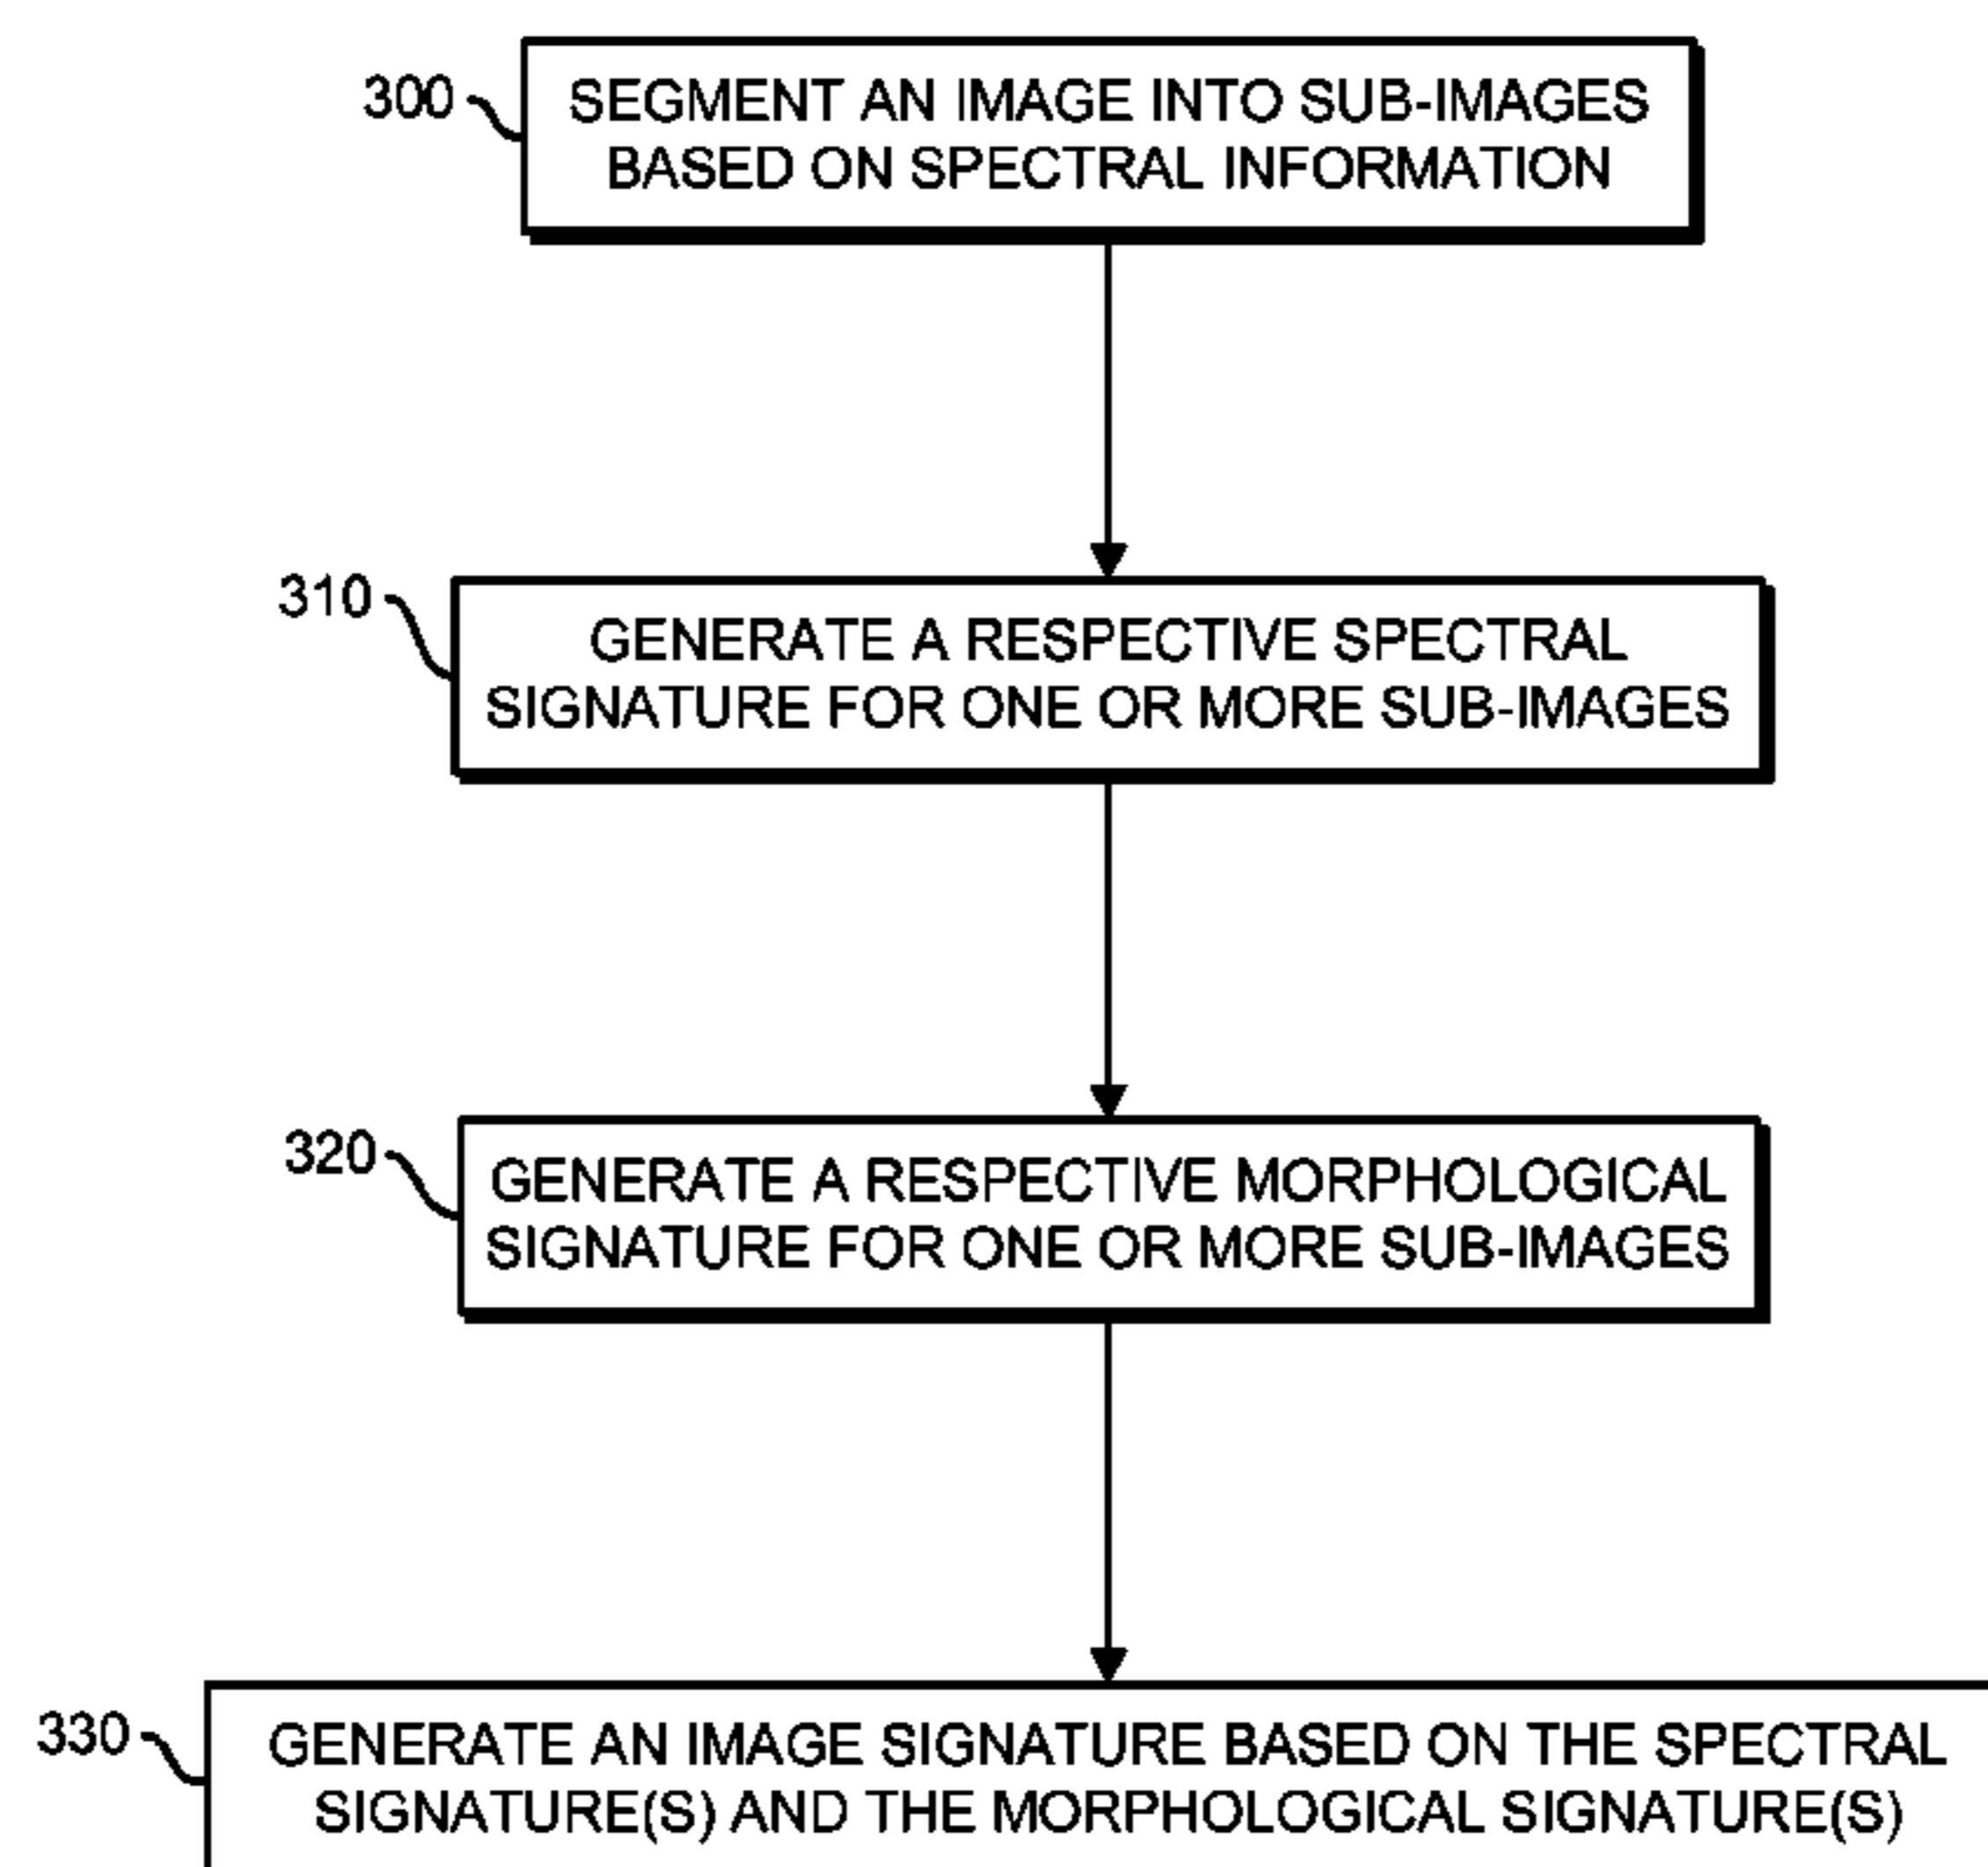 300
SEGMENT AN IMAGE INTO SUB-IMAGES
BASED ON SPECTRAL INFORMATION
310
GENERATE A RESPECTIVE SPECTRAL
SIGNATURE FOR ONE OR MORE SUB-IMAGES
320
GENERATE A RESPECTIVE MORPHOLOGICAL
SIGNATURE FOR ONE OR MORE SUB-IMAGES
330
GENERATE AN IMAGE SIGNATURE BASED ON THE SPECTRAL
SIGNATURE(S) AND THE MORPHOLOGICAL SIGNATURE(S)